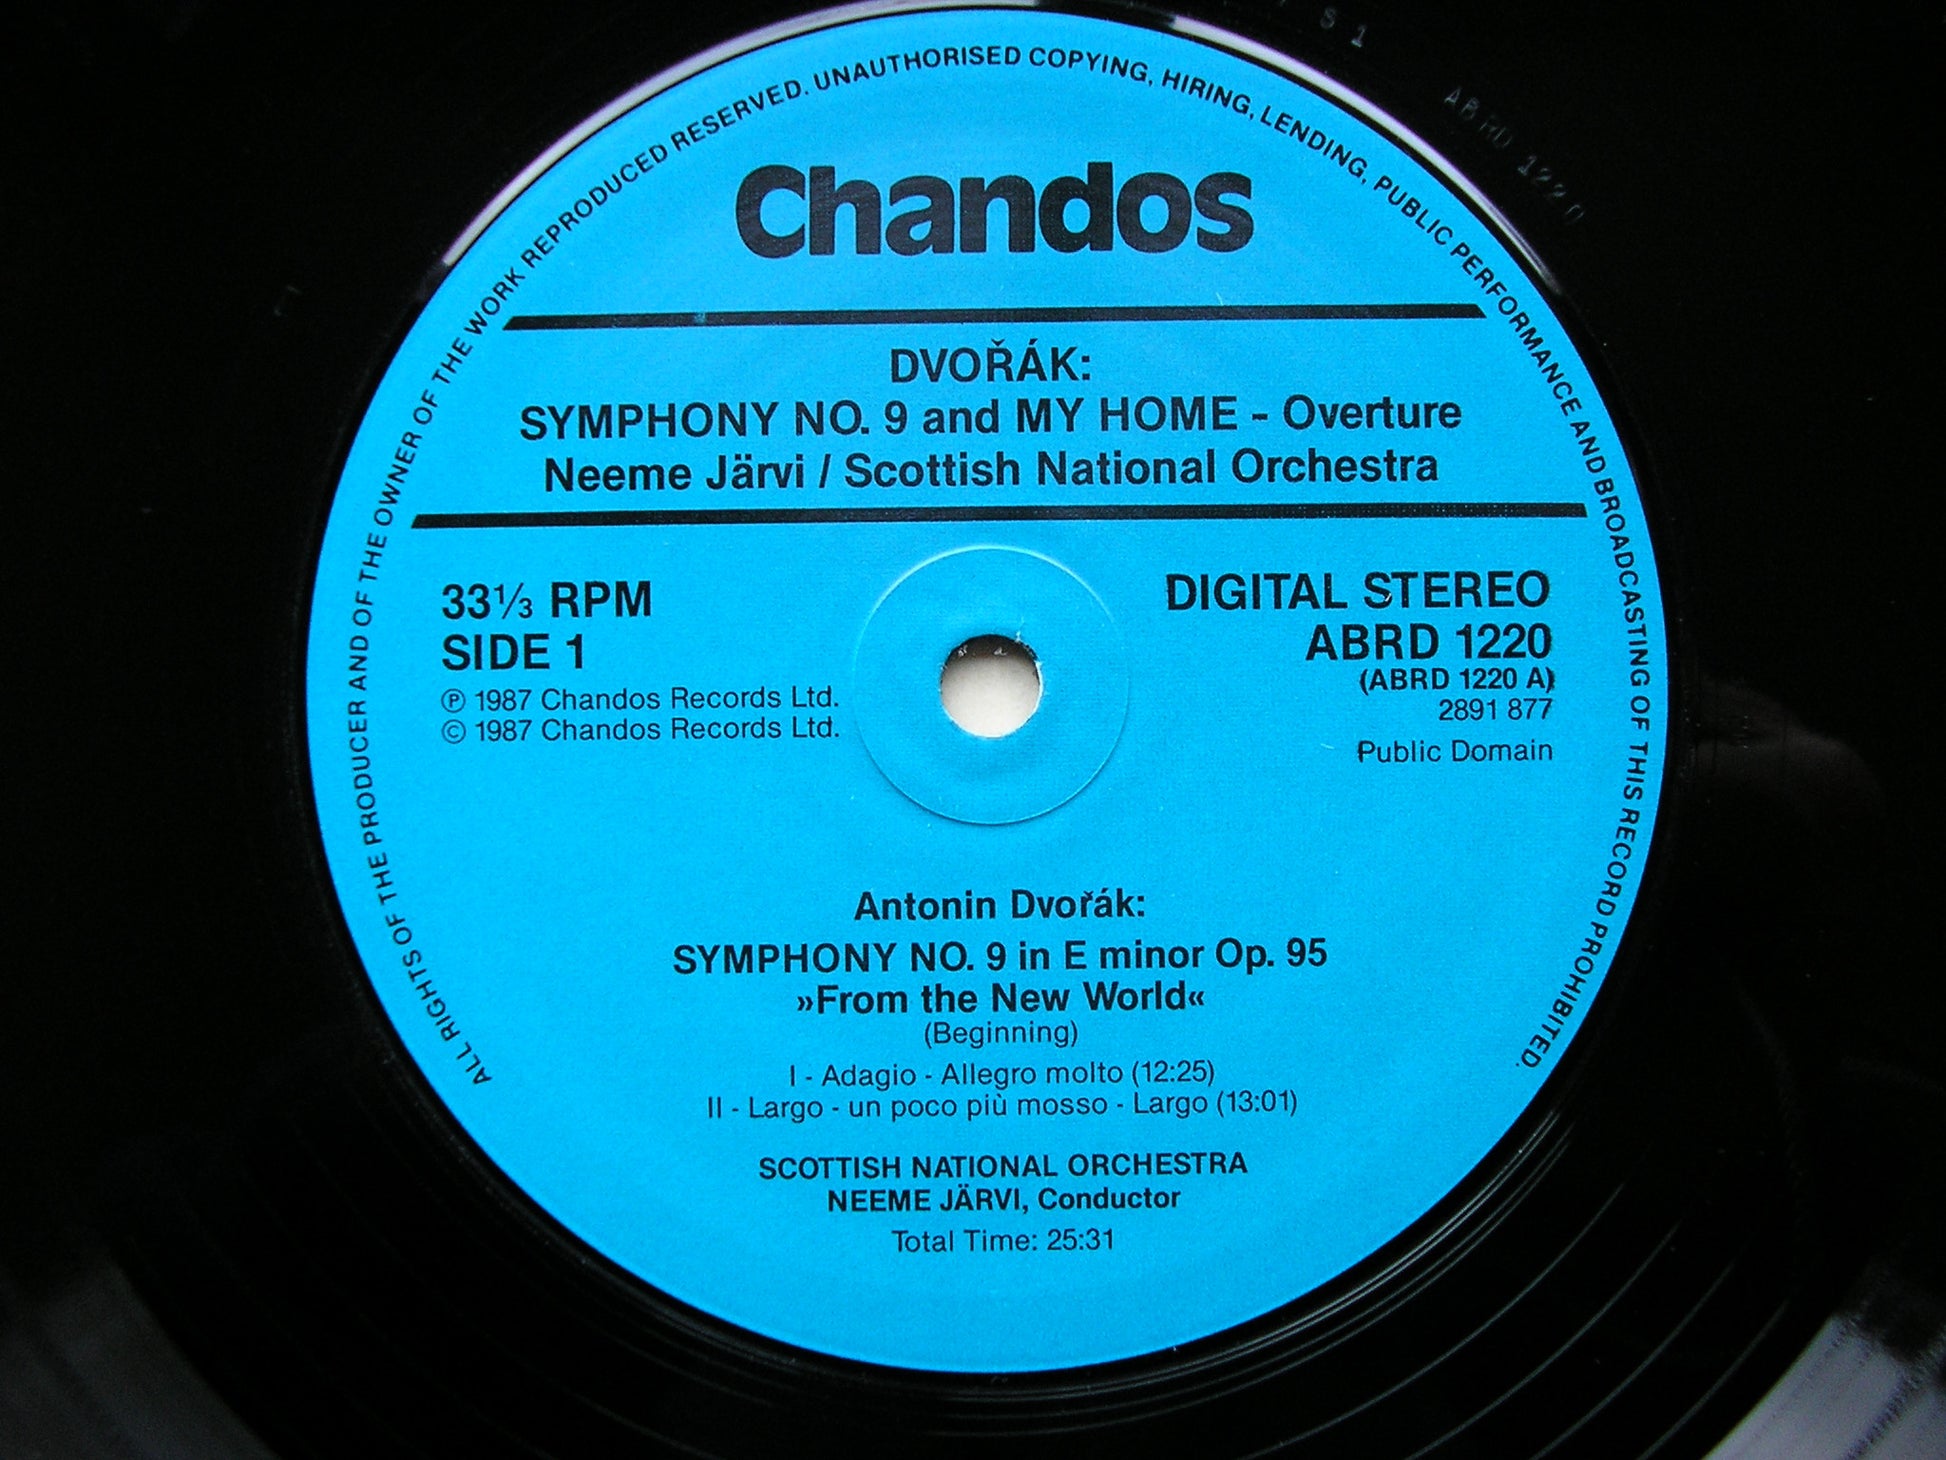 ALL RIGHTS OF THE PRODUCER AND OF THE OWNER OF THE WORK REPRODUCED RESERVED. UNAUTHORISED COPYING, HIRING, LENDING, PUBLIC PERFORMANCE AND BROADCASTING OF THIS RECORD PROHIBITED.
Chandos
DVOŘÁK:
SYMPHONY NO. 9 and MY HOME - Overture
Neeme Järvi / Scottish National Orchestra
33⅓ RPM
SIDE 1
℗ 1987 Chandos Records Ltd.
© 1987 Chandos Records Ltd.
DIGITAL STEREO
ABRD 1220
(ABRD 1220 A)
2891 877
Public Domain
Antonin Dvořák:
SYMPHONY NO. 9 in E minor Op. 95
»From the New World«
(Beginning)
I - Adagio - Allegro molto (12:25)
II - Largo - un poco più mosso - Largo (13:01)
SCOTTISH NATIONAL ORCHESTRA
NEEME JÄRVI, Conductor
Total Time: 25:31
S 1
ABRD 1220